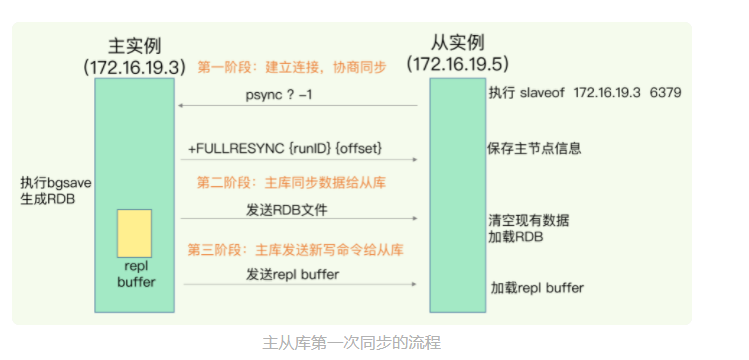 主实例
(172.16.19.3)
从实例
(172.16.19.5)
第一阶段：建立连接，协商同步
psync ? -1
执行 slaveof 172.16.19.3 6379
+FULLRESYNC {runID} {offset}
保存主节点信息
执行bgsave
生成RDB
第二阶段：主库同步数据给从库
发送RDB文件
清空现有数据
加载RDB
第三阶段：主库发送新写命令给从库
repl
buffer
发送repl buffer
加载repl buffer
主从库第一次同步的流程